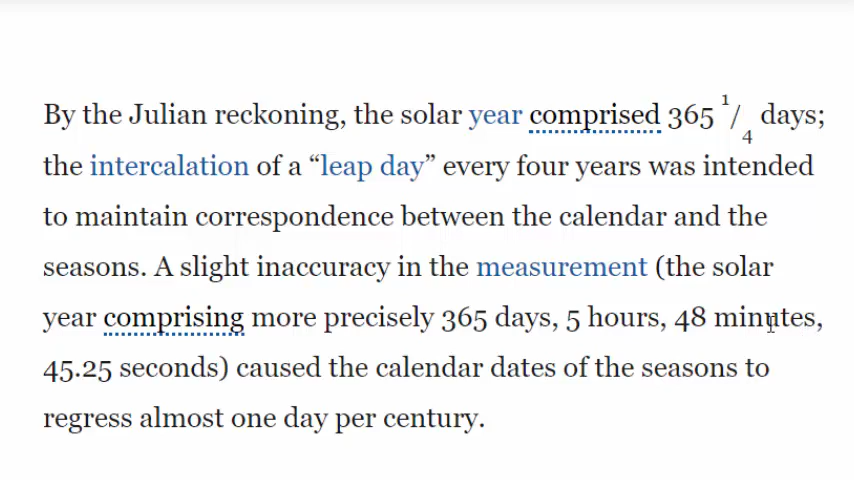 By the Julian reckoning, the solar year comprised 365 1/4 days;
the intercalation of a “leap day” every four years was intended
to maintain correspondence between the calendar and the
seasons. A slight inaccuracy in the measurement (the solar
year comprising more precisely 365 days, 5 hours, 48 minutes,
45.25 seconds) caused the calendar dates of the seasons to
regress almost one day per century.